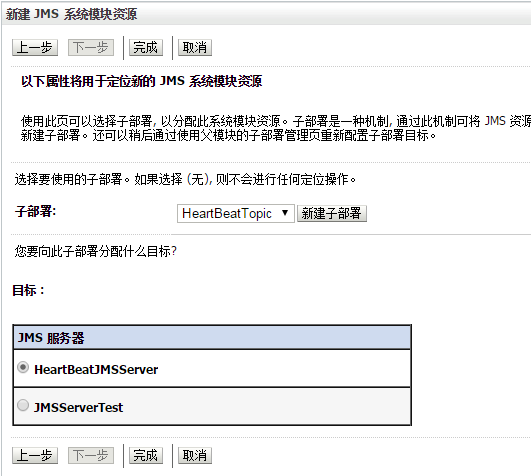 新建 JMS 系统模块资源
上一步 下一步 完成 取消
以下属性将用于定位新的 JMS 系统模块资源
使用此页可以选择子部署, 以分配此系统模块资源。子部署是一种机制, 通过此机制可将 JMS 资源
新建子部署。还可以稍后通过使用父模块的子部署管理页重新配置子部署目标。
选择要使用的子部署。如果选择 (无), 则不会进行任何定位操作。
子部署: HeartBeatTopic 新建子部署
您要向此子部署分配什么目标?
目标：
JMS 服务器
HeartBeatJMSServer
JMSServerTest
上一步 下一步 完成 取消